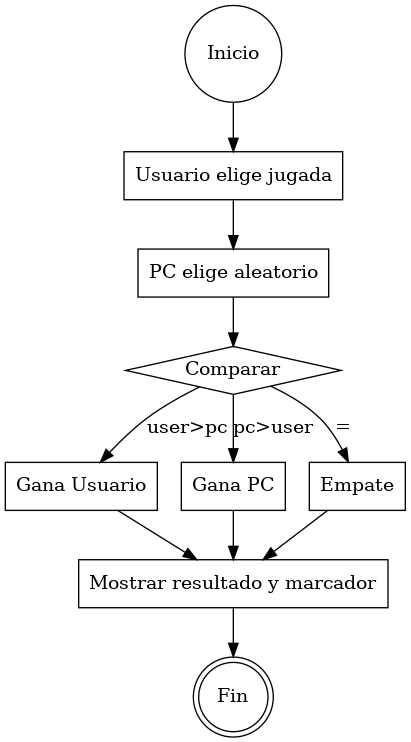 Inicio
Usuario elige jugada
PC elige aleatorio
Comparar
user>pc
pc>user
=
Gana Usuario
Gana PC
Empate
Mostrar resultado y marcador
Fin